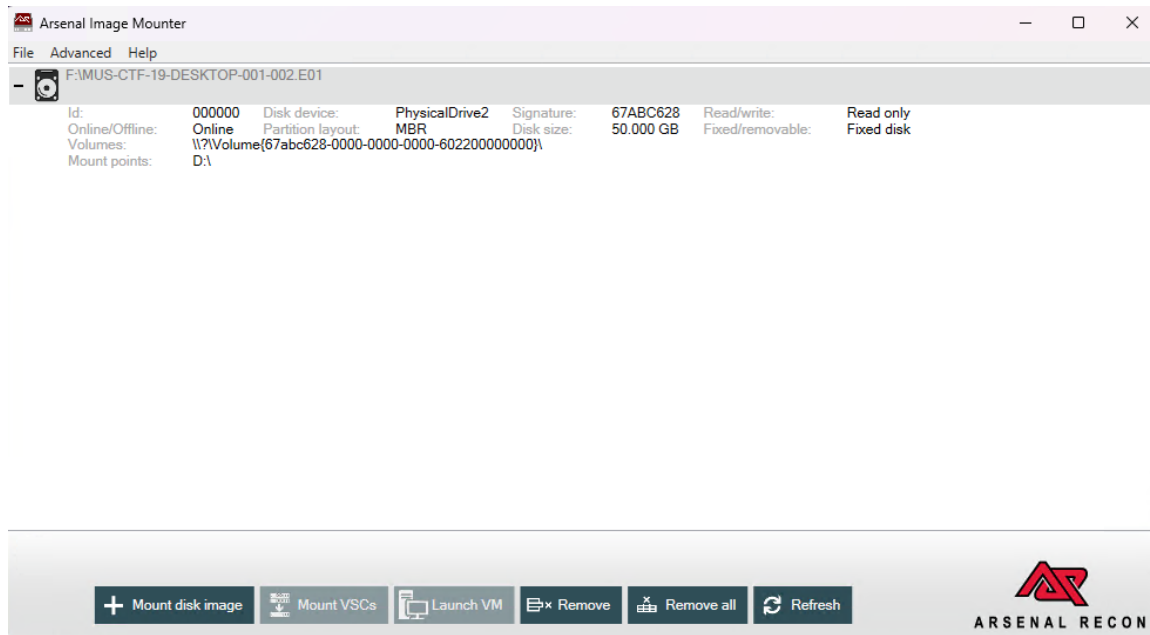 Arsenal Image Mounter
File Advanced Help
F:\MUS-CTF-19-DESKTOP-001-002.E01
Id: 000000 Disk device: PhysicalDrive2 Signature: 67ABC628 Read/write: Read only
Online/Offline: Online Partition layout: MBR Disk size: 50.000 GB Fixed/removable: Fixed disk
Volumes: \\?\Volume{67abc628-0000-0000-0000-602200000000}\
Mount points: D:\
Mount disk image Mount VSCs Launch VM Remove Remove all Refresh
ARSENAL RECON